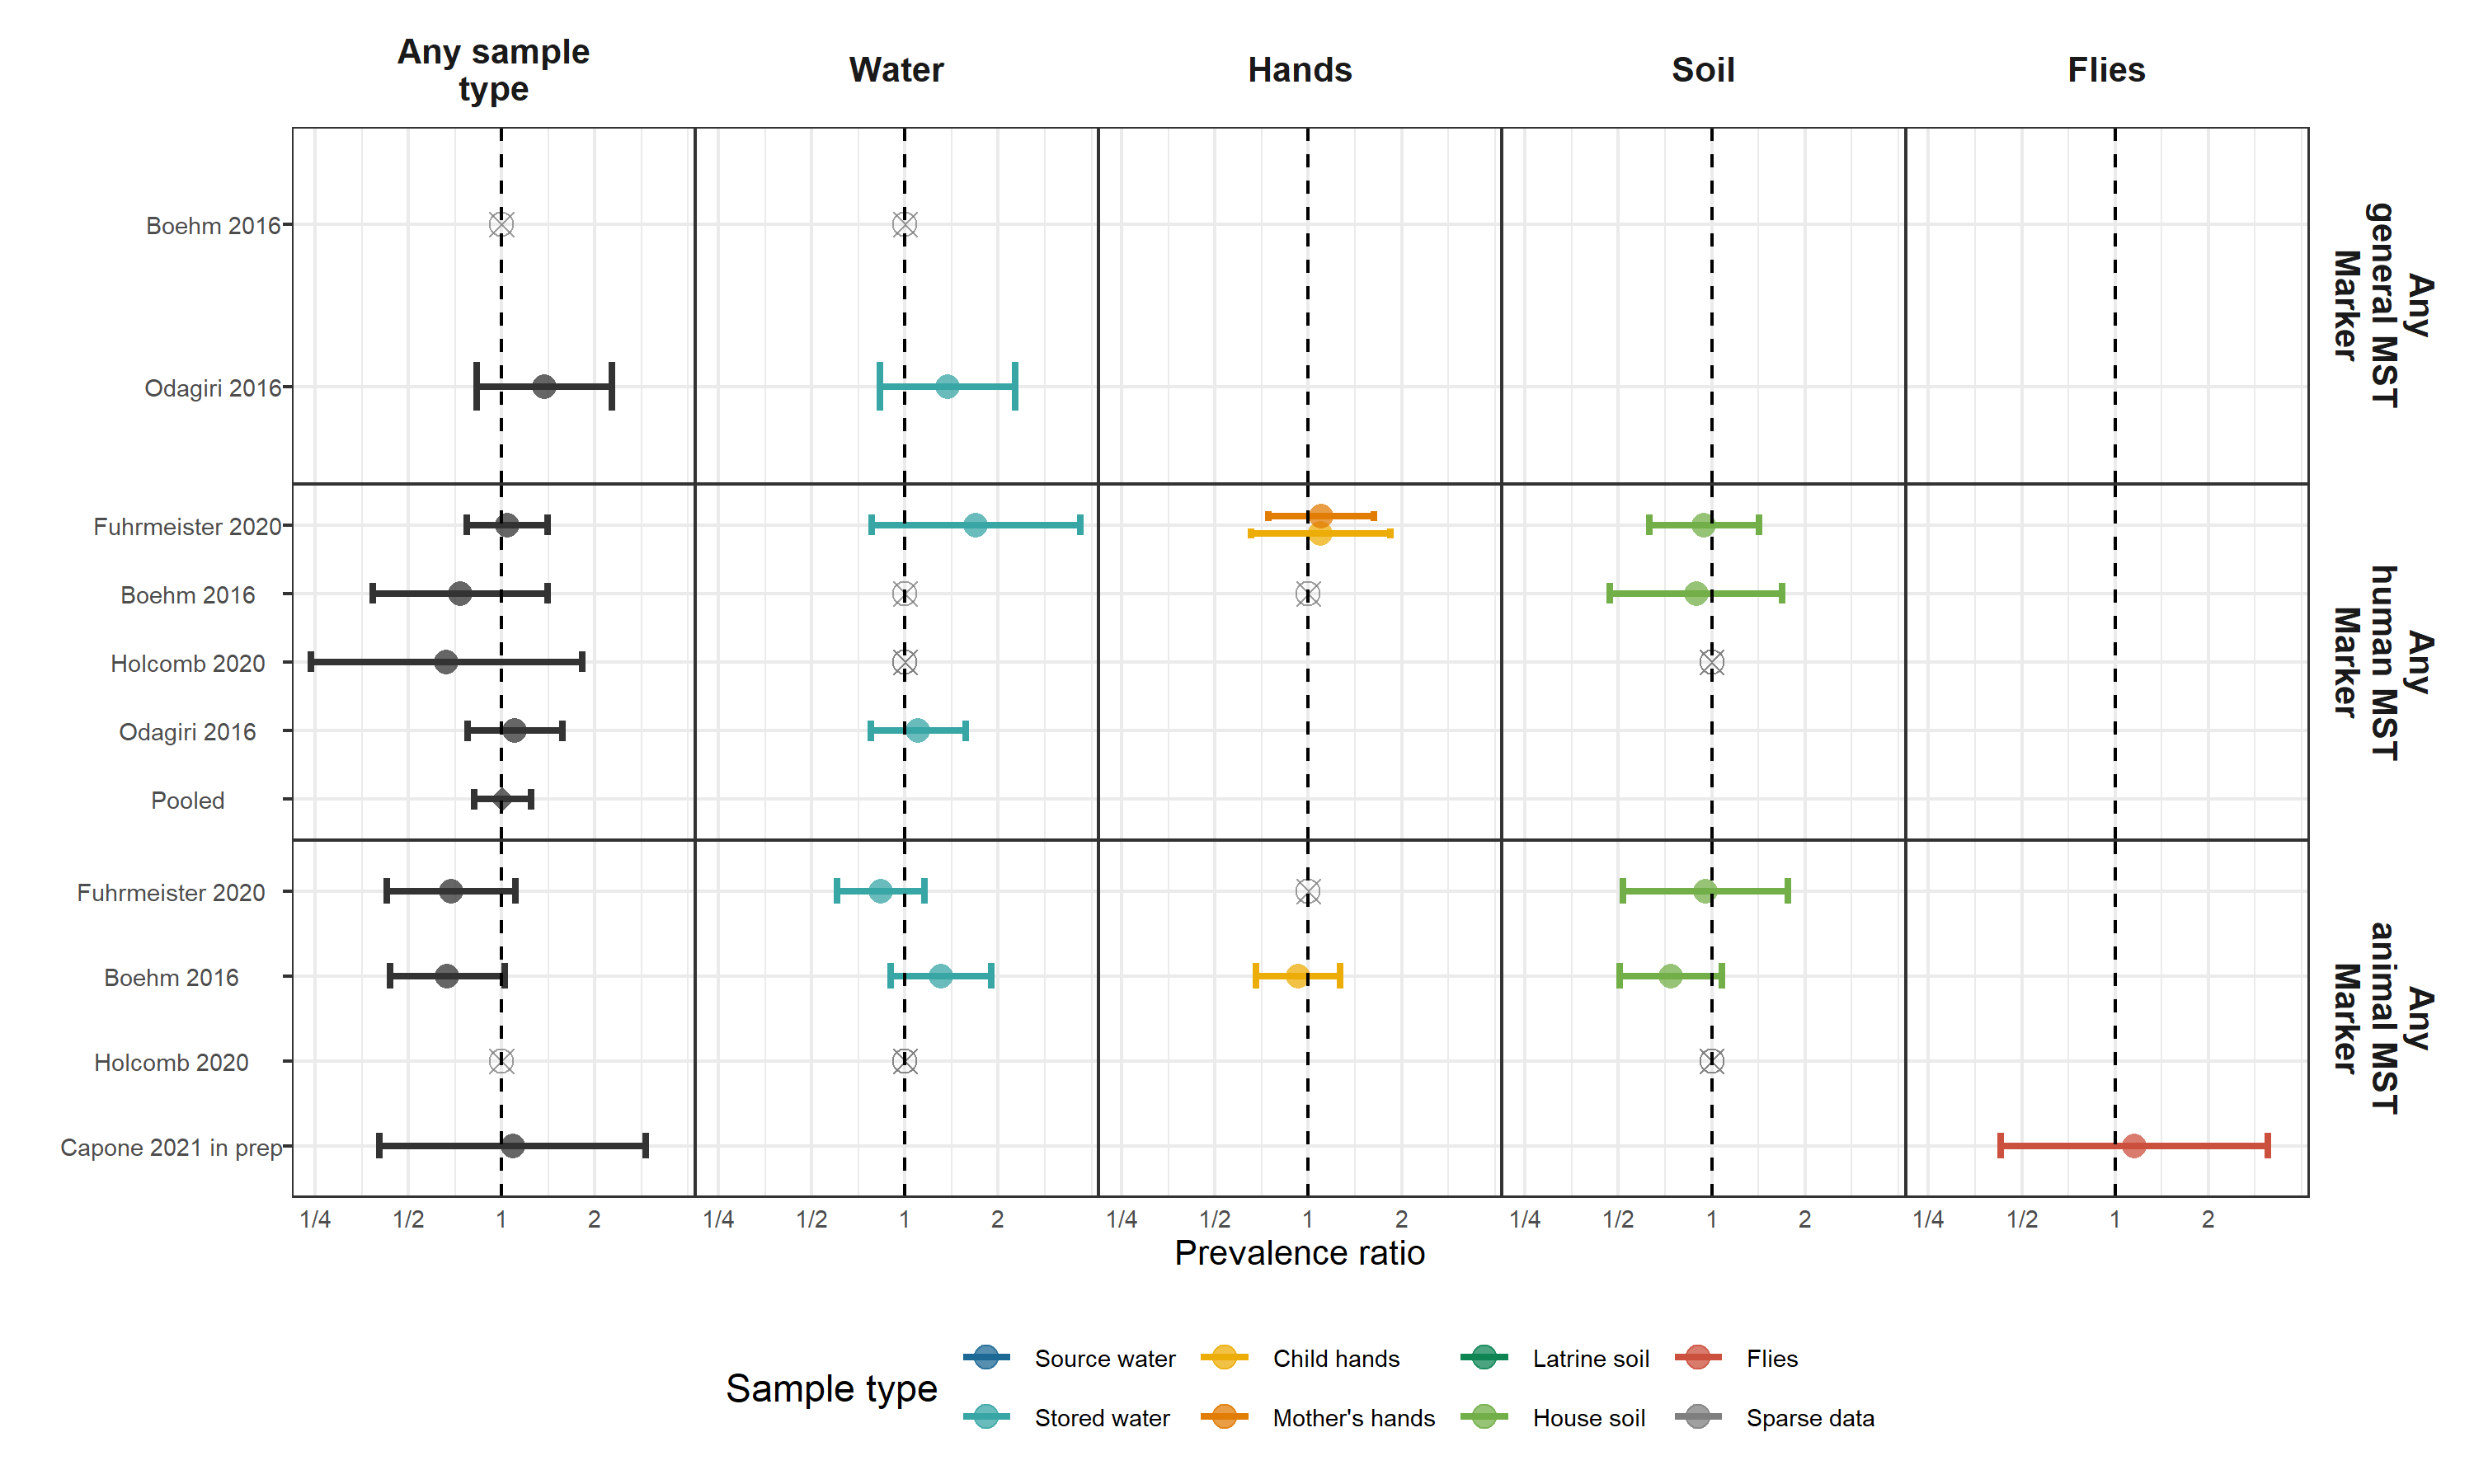 Any sample
type
Water
Hands
Soil
Flies
Boehm 2016
Odagiri 2016
Any
general MST
Marker
Fuhrmeister 2020
Boehm 2016
Holcomb 2020
Odagiri 2016
Pooled
Any
human MST
Marker
Fuhrmeister 2020
Boehm 2016
Holcomb 2020
Capone 2021 in prep
Any
animal MST
Marker
1/4 1/2 1 2 1/4 1/2 1 2 1/4 1/2 1 2 1/4 1/2 1 2 1/4 1/2 1 2
Prevalence ratio
Sample type
Source water Child hands Latrine soil Flies
Stored water Mother's hands House soil Sparse data